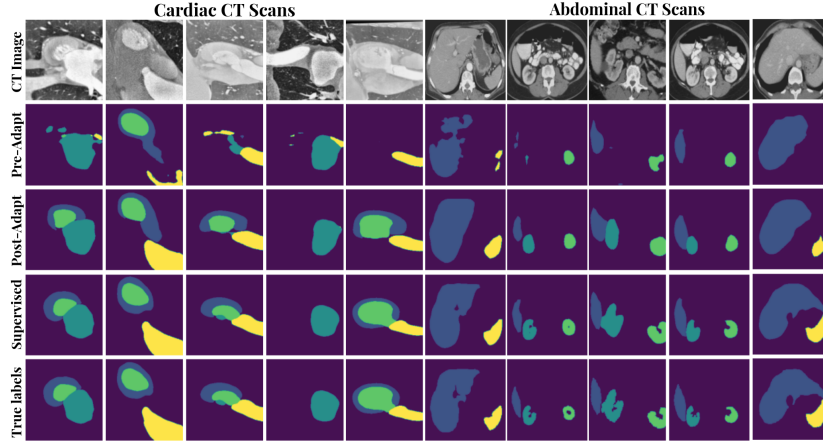 Cardiac CT Scans
Abdominal CT Scans
CT Image
Pre-Adapt
Post-Adapt
Supervised
True labels